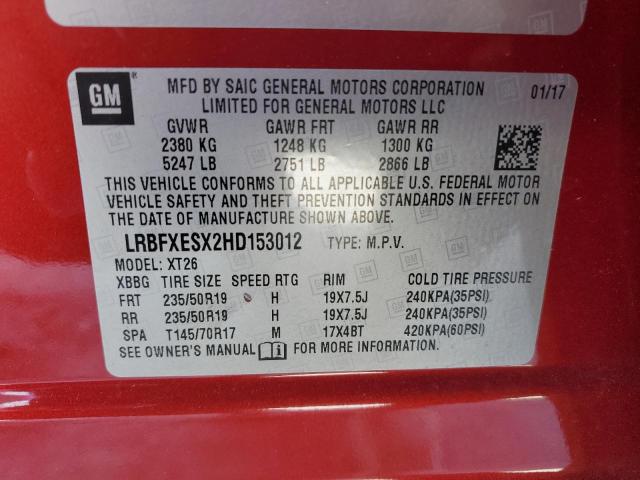 GM
MFD BY SAIC GENERAL MOTORS CORPORATION 01/17
LIMITED FOR GENERAL MOTORS LLC
GVWR GAWR FRT GAWR RR
2380 KG 1248 KG 1300 KG
5247 LB 2751 LB 2866 LB
THIS VEHICLE CONFORMS TO ALL APPLICABLE U.S. FEDERAL MOTOR
VEHICLE SAFETY AND THEFT PREVENTION STANDARDS IN EFFECT ON
THE DATE OF MANUFACTURE SHOWN ABOVE.
LRBFXESX2HD153012 TYPE: M.P.V.
MODEL: XT26
XBBG TIRE SIZE SPEED RTG RIM COLD TIRE PRESSURE
FRT 235/50R19 H 19X7.5J 240KPA(35PSI)
RR 235/50R19 H 19X7.5J 240KPA(35PSI)
SPA T145/70R17 M 17X4BT 420KPA(60PSI)
SEE OWNER'S MANUAL FOR MORE INFORMATION.